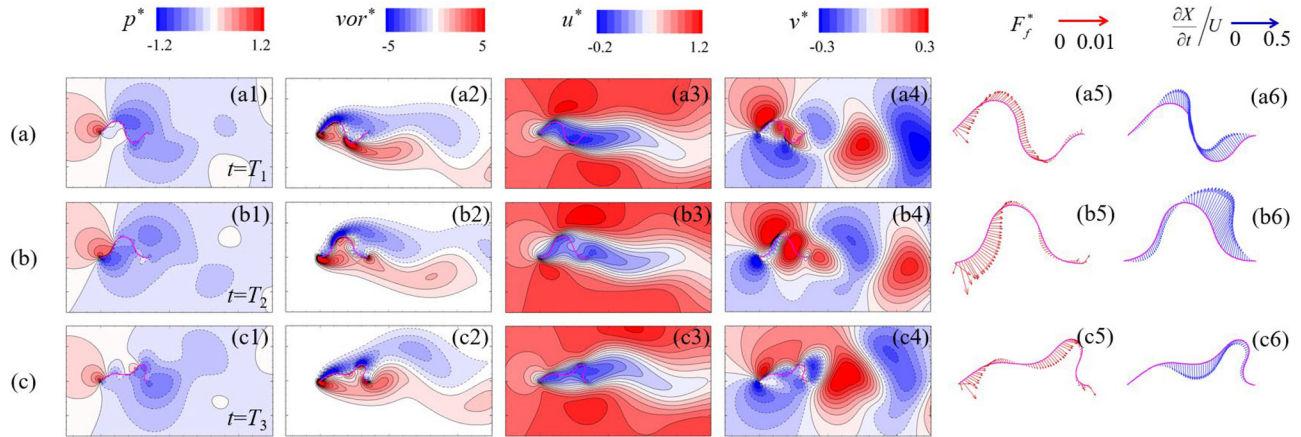 p* vor* u* v* F_f* ∂X/∂t/U
-1.2 1.2 -5 5 -0.2 1.2 -0.3 0.3 0 0.01 0 0.5
(a) (a1) (a2) (a3) (a4) (a5) (a6)
t=T₁
(b) (b1) (b2) (b3) (b4) (b5) (b6)
t=T₂
(c) (c1) (c2) (c3) (c4) (c5) (c6)
t=T₃